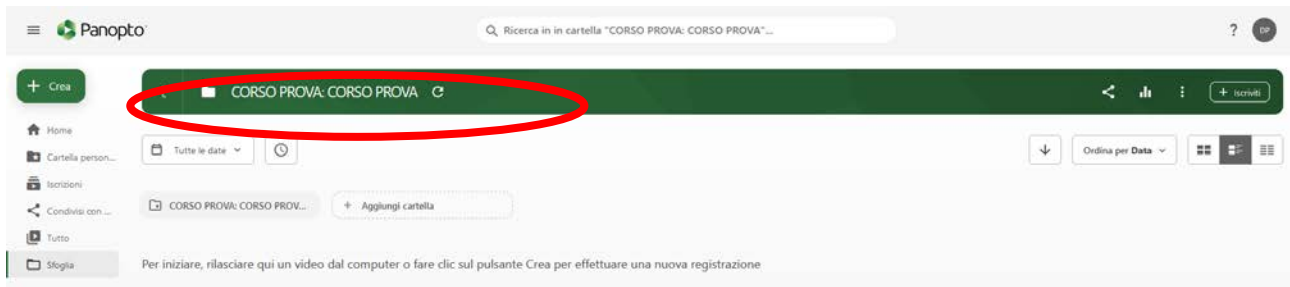 Panopto
Ricerca in in cartella "CORSO PROVA: CORSO PROVA"...
?
DP
+ Crea
CORSO PROVA: CORSO PROVA
+ Iscriviti
Home
Cartella person...
Iscrizioni
Condivisi con ...
Tutto
Sfoglia
Tutte le date
Ordina per Data
CORSO PROVA: CORSO PROV...
+ Aggiungi cartella
Per iniziare, rilasciare qui un video dal computer o fare clic sul pulsante Crea per effettuare una nuova registrazione